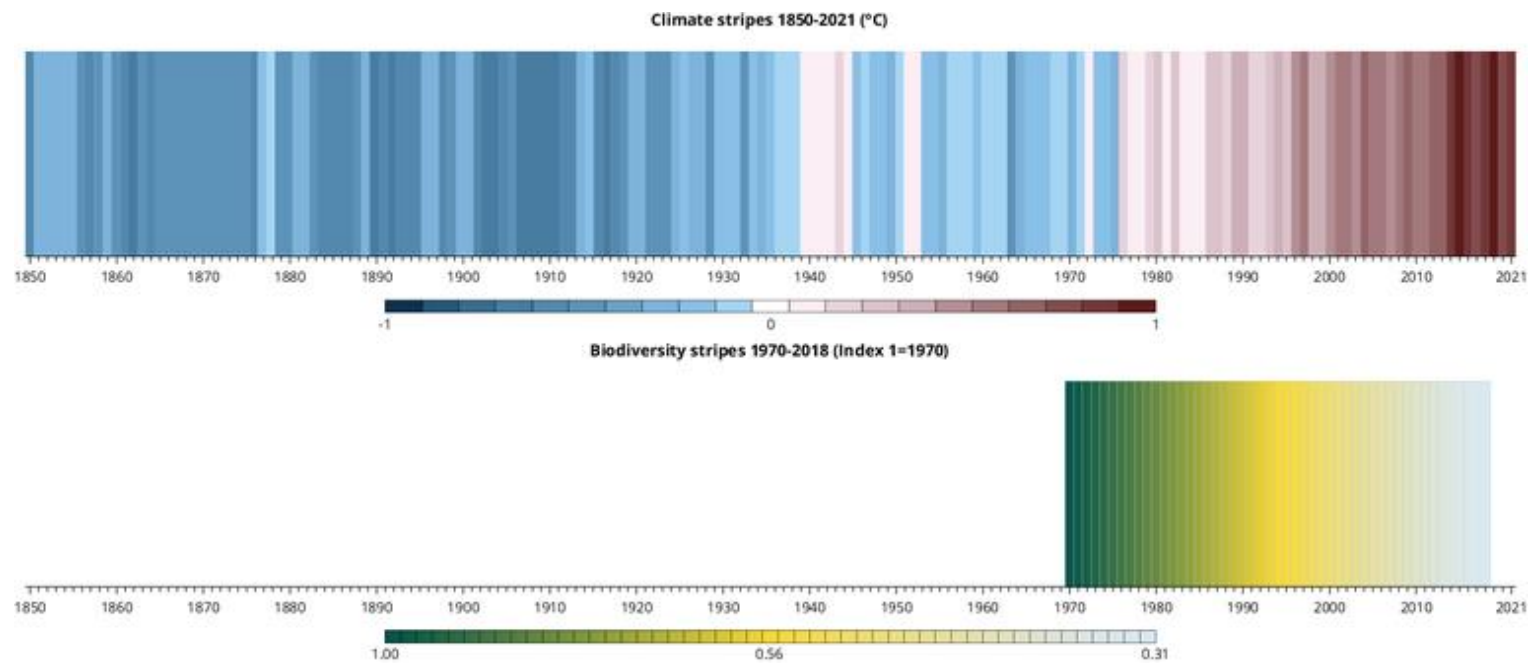 Climate stripes 1850-2021 (°C)
1850 1860 1870 1880 1890 1900 1910 1920 1930 1940 1950 1960 1970 1980 1990 2000 2010 2021
-1 0 1
Biodiversity stripes 1970-2018 (Index 1=1970)
1850 1860 1870 1880 1890 1900 1910 1920 1930 1940 1950 1960 1970 1980 1990 2000 2010 2021
1.00 0.56 0.31